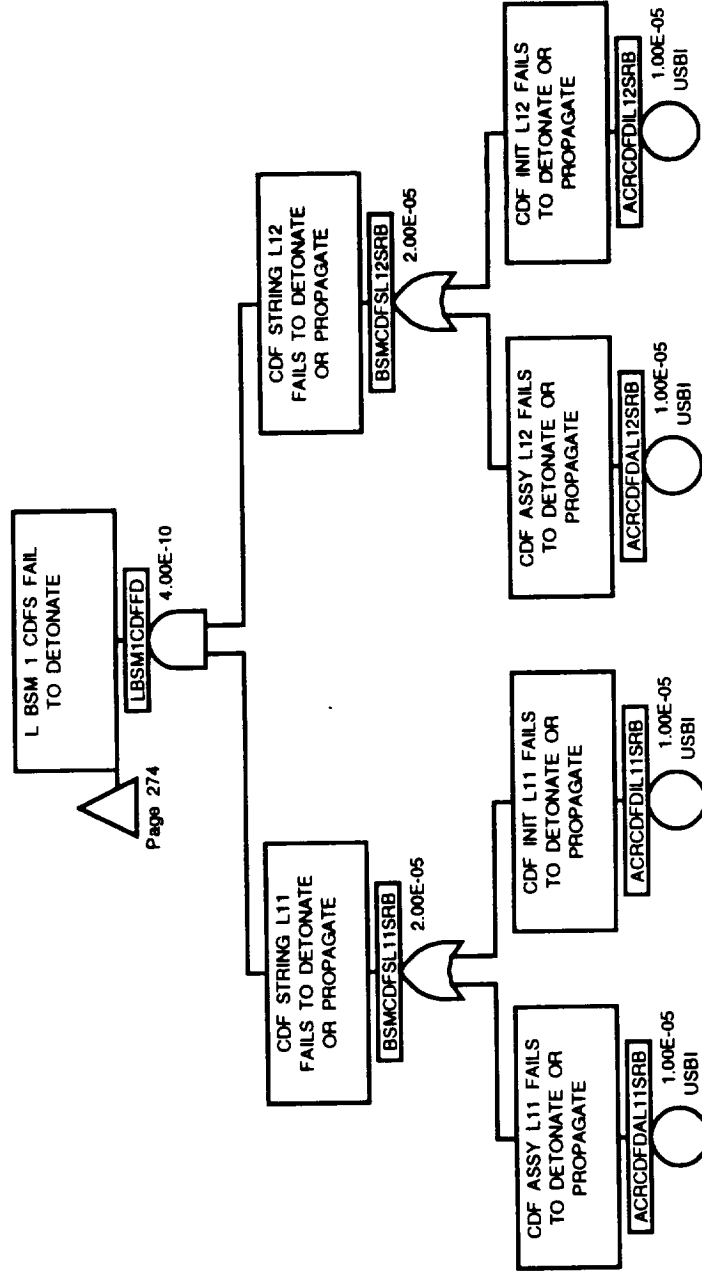 L BSM 1 CDFS FAIL
TO DETONATE
LBSM1CDFFD
4.00E-10
Page 274
CDF STRING L11
FAILS TO DETONATE
OR PROPAGATE
BSMCDFSL11SRB
2.00E-05
CDF STRING L12
FAILS TO DETONATE
OR PROPAGATE
BSMCDFSL12SRB
2.00E-05
CDF ASSY L11 FAILS
TO DETONATE OR
PROPAGATE
ACRCDFDAL11SRB
1.00E-05
USBI
CDF INIT L11 FAILS
TO DETONATE OR
PROPAGATE
ACRCDFDIL11SRB
1.00E-05
USBI
CDF ASSY L12 FAILS
TO DETONATE OR
PROPAGATE
ACRCDFDAL12SRB
1.00E-05
USBI
CDF INIT L12 FAILS
TO DETONATE OR
PROPAGATE
ACRCDFDIL12SRB
1.00E-05
USBI